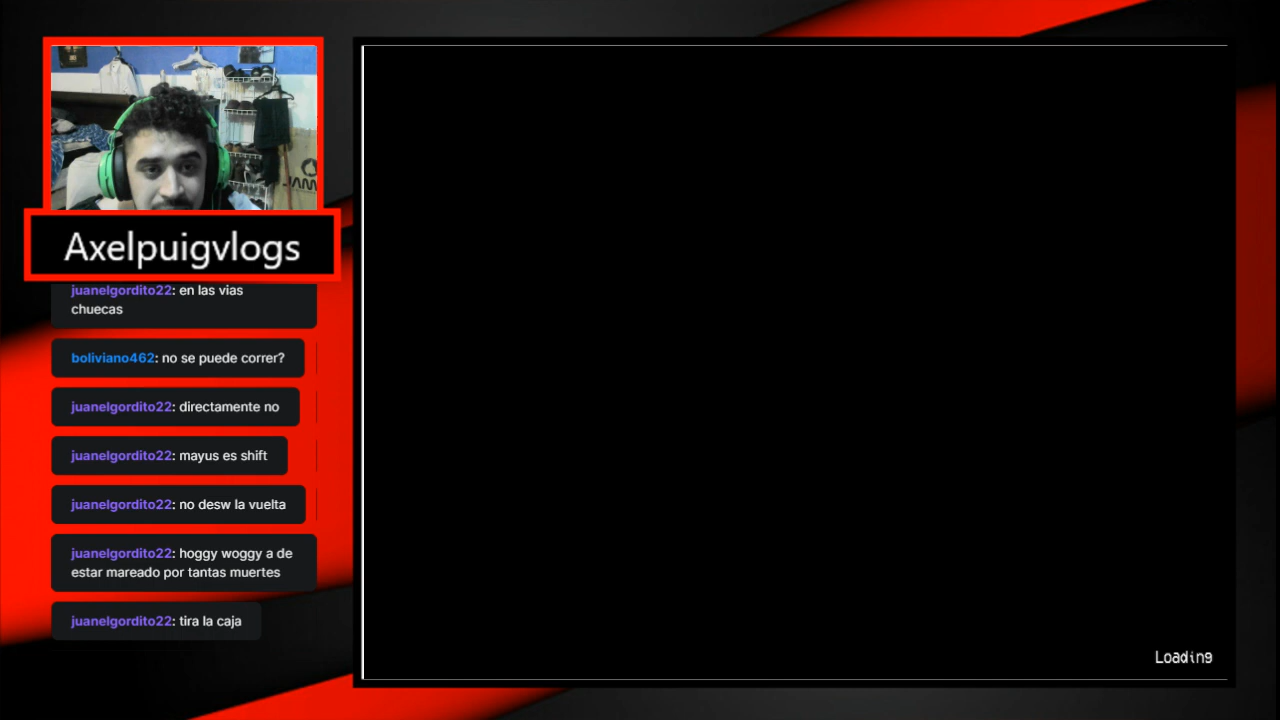 Axelpuigvlogs
juanelgordito22: en las vias
chuecas
boliviano462: no se puede correr?
juanelgordito22: directamente no
juanelgordito22: mayus es shift
juanelgordito22: no desw la vuelta
juanelgordito22: hoggy woggy a de
estar mareado por tantas muertes
juanelgordito22: tira la caja
Loading